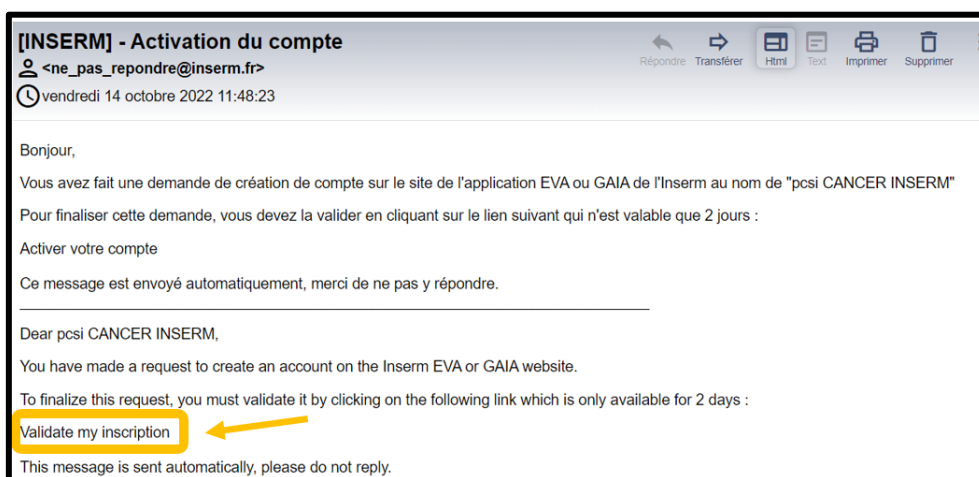 [INSERM] - Activation du compte
<ne_pas_repondre@inserm.fr>
vendredi 14 octobre 2022 11:48:23
Répondre Transférer Html Text Imprimer Supprimer
Bonjour,
Vous avez fait une demande de création de compte sur le site de l'application EVA ou GAIA de l'Inserm au nom de "pcsi CANCER INSERM"
Pour finaliser cette demande, vous devez la valider en cliquant sur le lien suivant qui n'est valable que 2 jours :
Activer votre compte
Ce message est envoyé automatiquement, merci de ne pas y répondre.
Dear pcsi CANCER INSERM,
You have made a request to create an account on the Inserm EVA or GAIA website.
To finalize this request, you must validate it by clicking on the following link which is only available for 2 days :
Validate my inscription
This message is sent automatically, please do not reply.